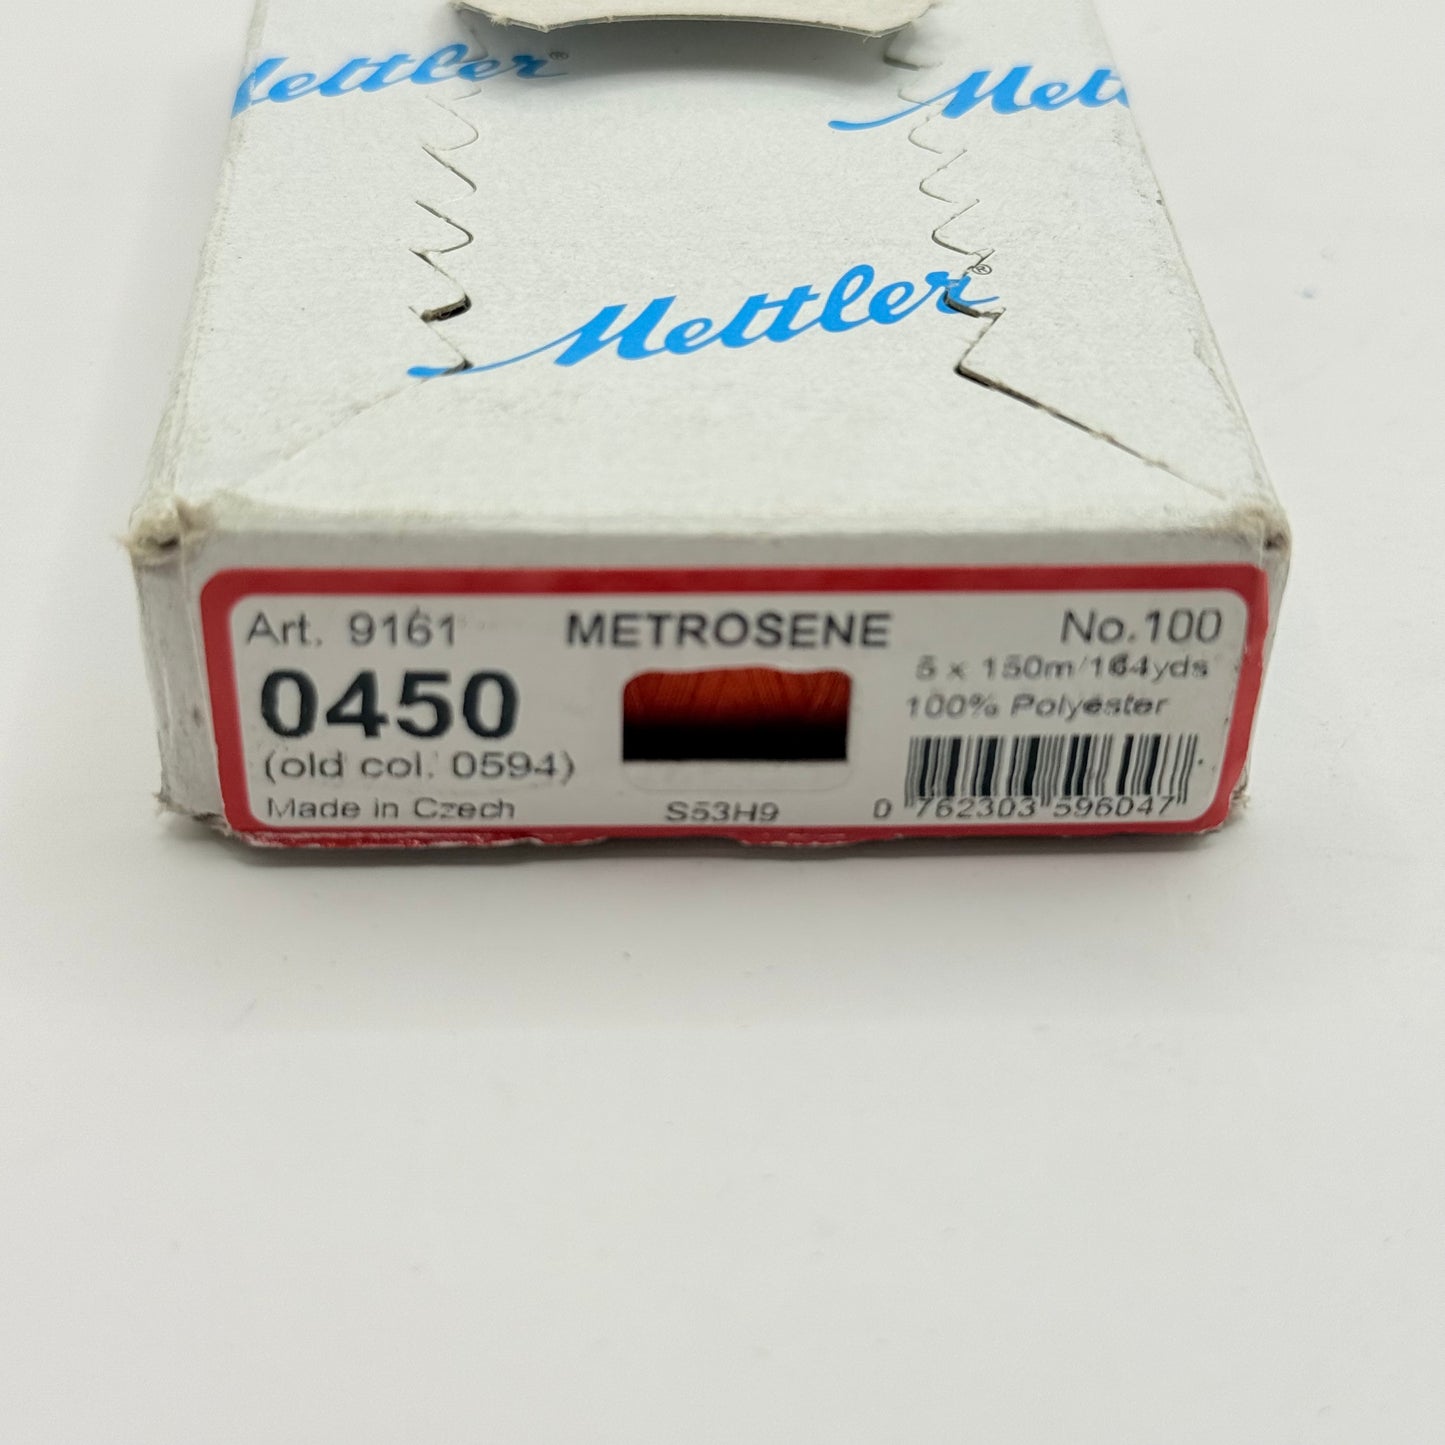 Mettler®
Mettl
Mettler®
Art. 9161
METROSENE
No.100
0450
5 x 150m/164yds
100% Polyester
(old col. 0594)
Made in Czech
S53H9
0 762303 596047